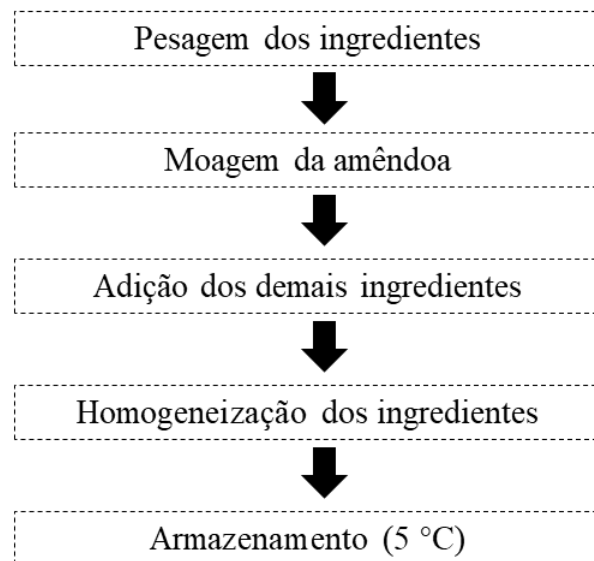 Pesagem dos ingredientes
Moagem da amêndoa
Adição dos demais ingredientes
Homogeneização dos ingredientes
Armazenamento (5 °C)